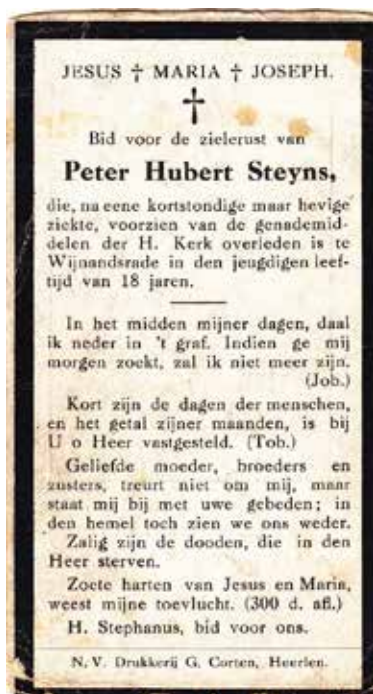 JESUS † MARIA † JOSEPH.
†
Bid voor de zielerust van
Peter Hubert Steyns,
die, na eene kortstondige maar hevige
ziekte, voorzien van de genademid-
delen der H. Kerk overleden is te
Wijnandsrade in den jeugdigen leef-
tijd van 18 jaren.
In het midden mijner dagen, daal
ik neder in 't graf. Indien ge mij
morgen zoekt, zal ik niet meer zijn.
(Job.)
Kort zijn de dagen der menschen,
en het getal zijner maanden, is bij
U o Heer vastgesteld. (Tob.)
Geliefde moeder, broeders en
zusters, treurt niet om mij, maar
staat mij bij met uwe gebeden; in
den hemel toch zien we ons weder.
Zalig zijn de dooden, die in den
Heer sterven.
Zoete harten van Jesus en Maria,
weest mijne toevlucht. (300 d. afl.)
H. Stephanus, bid voor ons.
N. V. Drukkerij G. Corten, Heerlen.